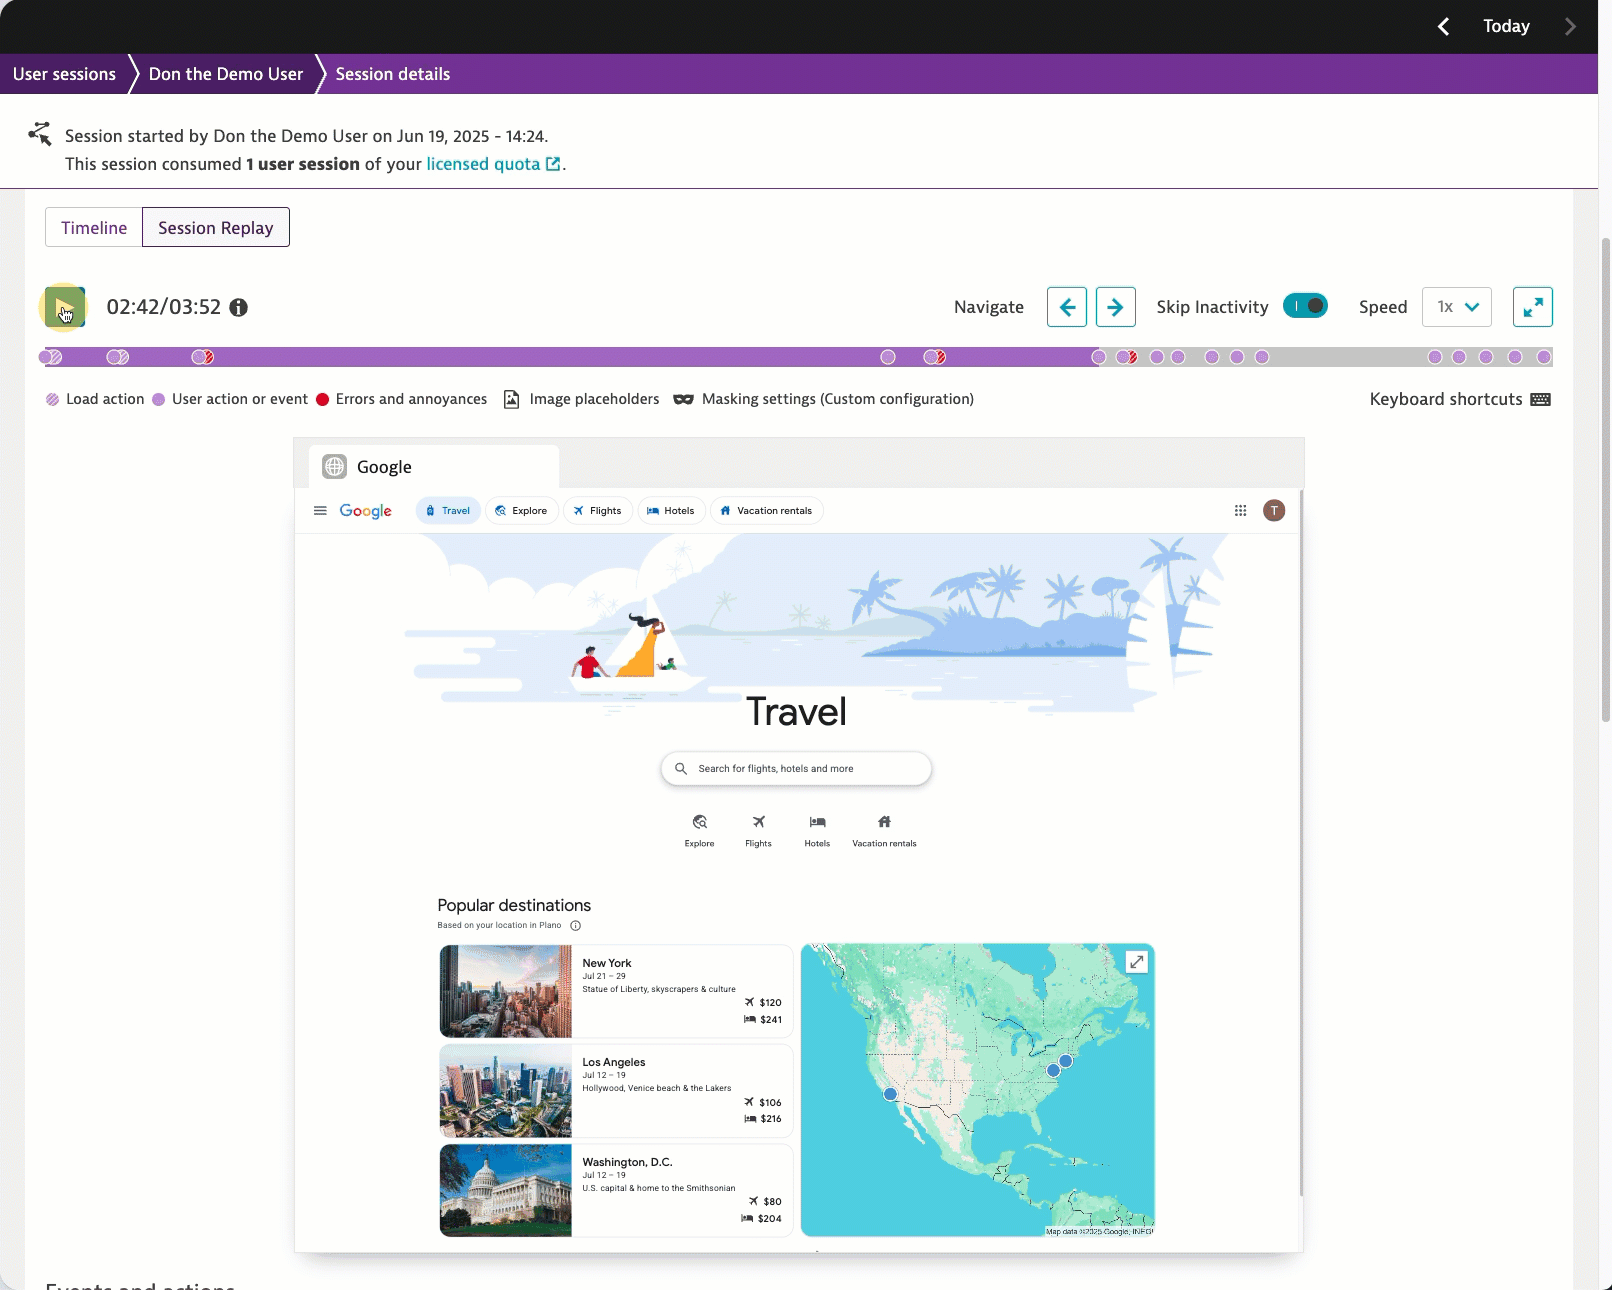 Today
User sessions
Don the Demo User
Session details
Session started by Don the Demo User on Jun 19, 2025 - 14:24.
This session consumed 1 user session of your licensed quota.
Timeline
Session Replay
02:42/03:52
Navigate
Skip Inactivity
Speed
1x
Load action
User action or event
Errors and annoyances
Image placeholders
Masking settings (Custom configuration)
Keyboard shortcuts
Google
Google
Travel
Explore
Flights
Hotels
Vacation rentals
T
Travel
Search for flights, hotels and more
Explore
Flights
Hotels
Vacation rentals
Popular destinations
Based on your location in Plano
New York
Jul 21 – 29
Statue of Liberty, skyscrapers & culture
$120
$241
Los Angeles
Jul 12 – 19
Hollywood, Venice beach & the Lakers
$106
$216
Washington, D.C.
Jul 12 – 19
U.S. capital & home to the Smithsonian
$80
$204
Map data ©2025 Google, INEGI
Events and actions